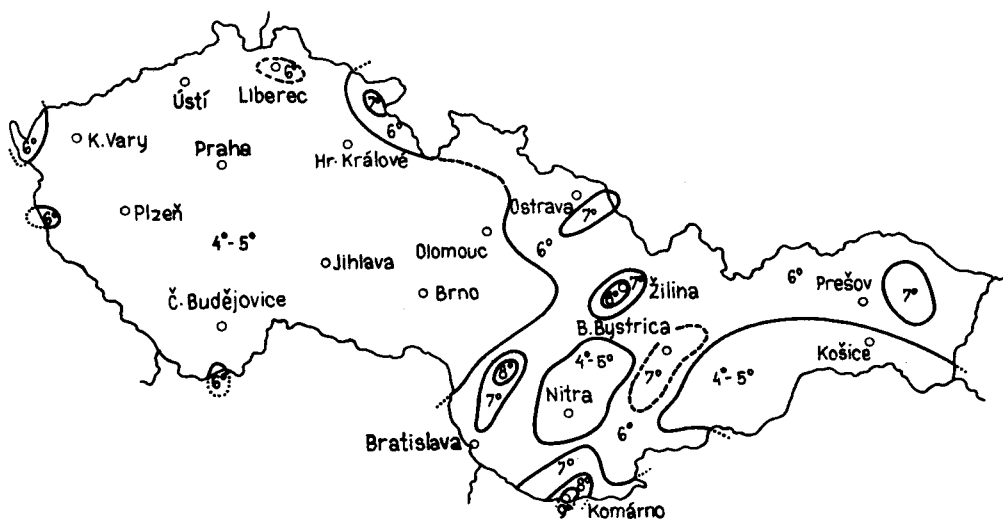 6°
Liberec
Ústí
7°
6°
6°
K.Vary
Praha
Hr. Králové
Ostrava
7°
6°
Plzeň
4°-5°
Olomouc
6°
Jihlava
Brno
7°
Žilina
6°
Prešov
7°
Č. Budějovice
B.Bystrica
Košice
6°
8°
7°
4°-5°
Nitra
7°
4°-5°
6°
Bratislava
7°
8°
9°
Komárno